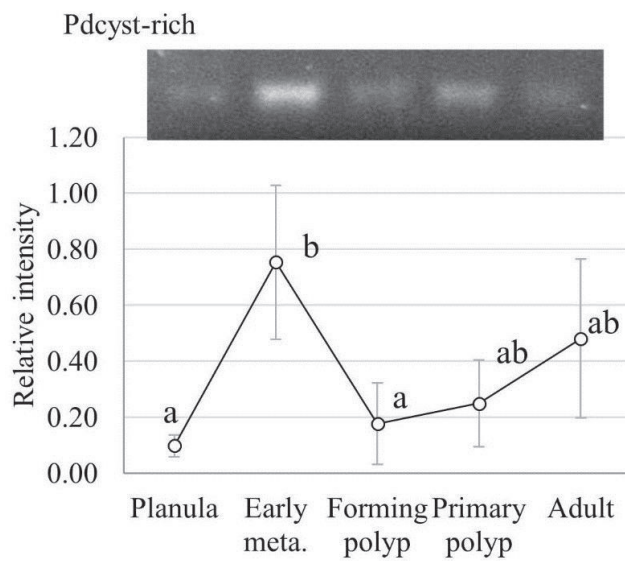 Pdcyst-rich
1.20
1.00
0.80
0.60
0.40
0.20
0.00
Relative intensity
a
b
a
ab
ab
Planula
Early
meta.
Forming
polyp
Primary
polyp
Adult